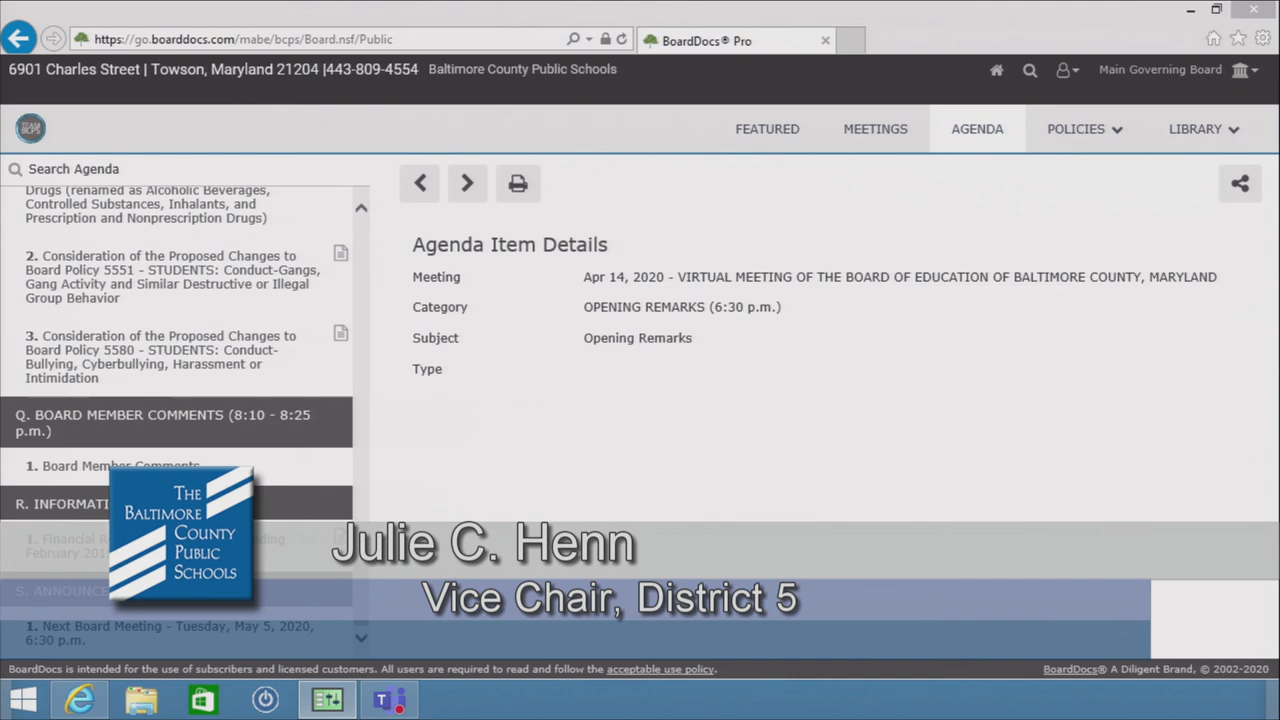 https://go.boarddocs.com/mabe/bcps/Board.nsf/Public
BoardDocs® Pro
6901 Charles Street | Towson, Maryland 21204 |443-809-4554 Baltimore County Public Schools
Main Governing Board
TEAM BCPS
FEATURED MEETINGS AGENDA POLICIES LIBRARY
Search Agenda
Drugs (renamed as Alcoholic Beverages,
Controlled Substances, Inhalants, and
Prescription and Nonprescription Drugs)
2. Consideration of the Proposed Changes to
Board Policy 5551 - STUDENTS: Conduct-Gangs,
Gang Activity and Similar Destructive or Illegal
Group Behavior
3. Consideration of the Proposed Changes to
Board Policy 5580 - STUDENTS: Conduct-
Bullying, Cyberbullying, Harassment or
Intimidation
Q. BOARD MEMBER COMMENTS (8:10 - 8:25
p.m.)
1. Board Member Comments
R. INFORMATI
1. Financial R
February 201
S. ANNOUNCE
1. Next Board Meeting - Tuesday, May 5, 2020,
6:30 p.m.
Agenda Item Details
Meeting Apr 14, 2020 - VIRTUAL MEETING OF THE BOARD OF EDUCATION OF BALTIMORE COUNTY, MARYLAND
Category OPENING REMARKS (6:30 p.m.)
Subject Opening Remarks
Type
THE
BALTIMORE
COUNTY
PUBLIC
SCHOOLS
Julie C. Henn
Vice Chair, District 5
BoardDocs is intended for the use of subscribers and licensed customers. All users are required to read and follow the acceptable use policy.
BoardDocs® A Diligent Brand, © 2002-2020